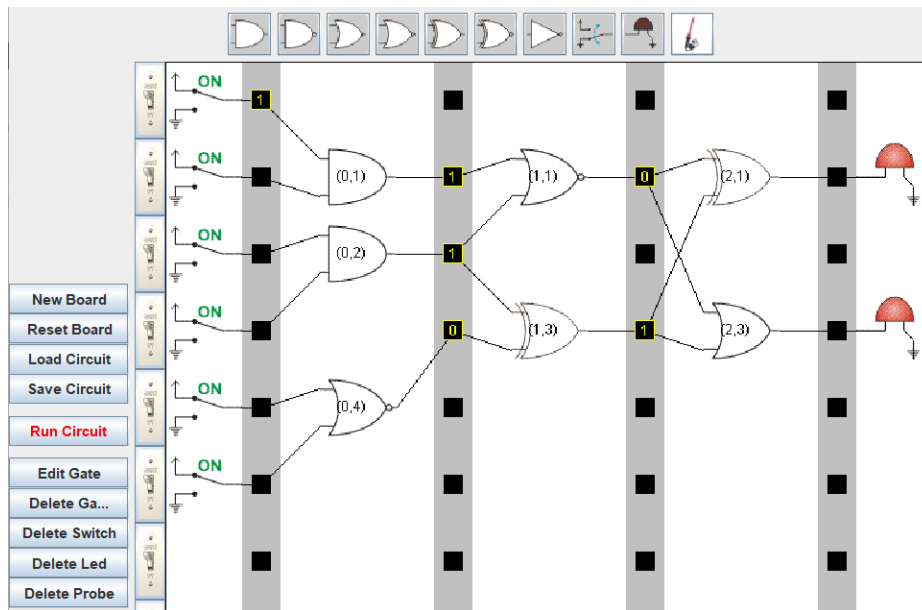 ON
1
ON
(0,1)
1
(1,1)
0
(2,1)
ON
(0,2)
1
New Board
ON
Reset Board
0
(1,3)
1
(2,3)
Load Circuit
Save Circuit
ON
(0,4)
Run Circuit
ON
Edit Gate
Delete Ga...
Delete Switch
Delete Led
Delete Probe